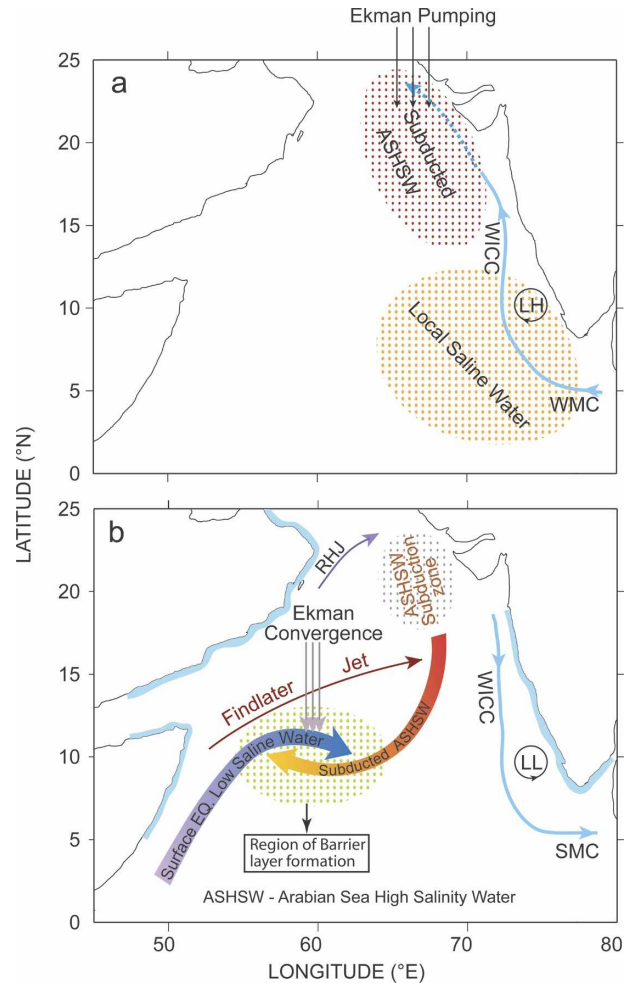 Ekman Pumping
25
a
20
15
10
5
0
Subducted
ASHSW
WICC
LH
Local Saline Water
WMC
LATITUDE (°N)
25
b
20
15
10
5
0
RHJ
ASHSW
Subduction
zone
Ekman
Convergence
Findlater Jet
Surface EQ. Low Saline Water
Subducted ASHSW
WICC
LL
SMC
Region of Barrier
layer formation
ASHSW - Arabian Sea High Salinity Water
50 60 70 80
LONGITUDE (°E)